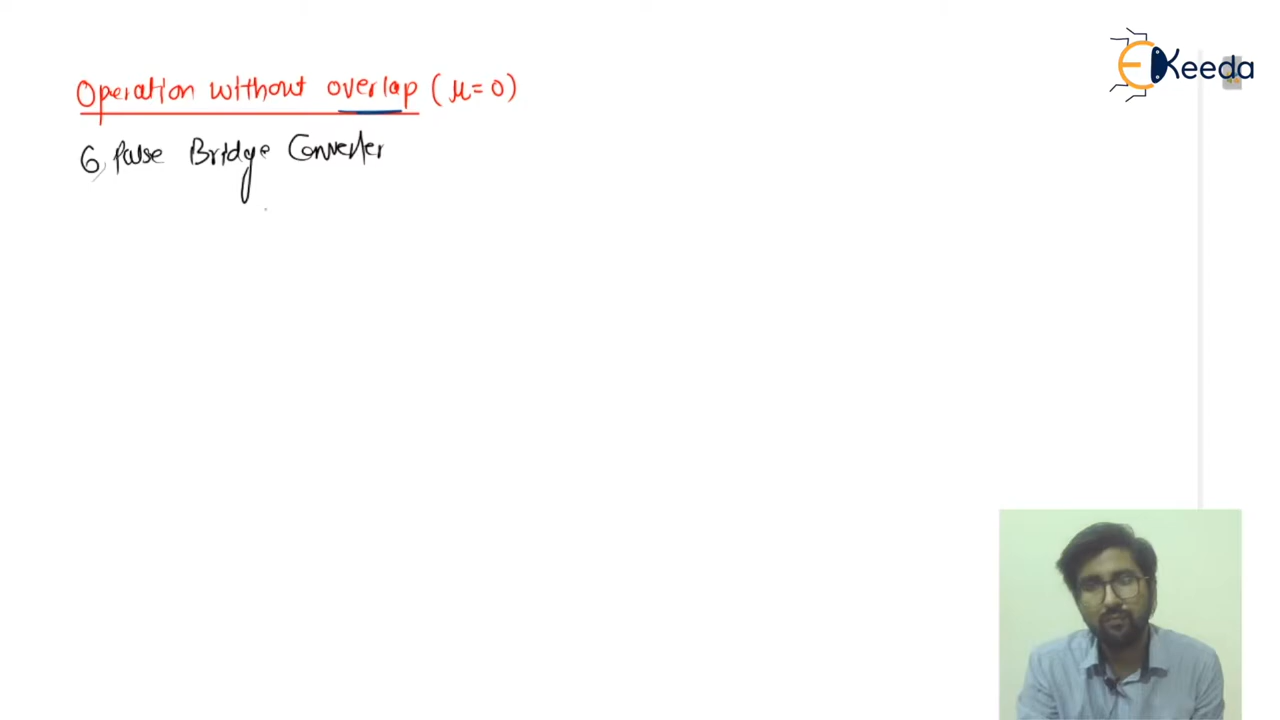 Operation without overlap (μ=0)
6 Pulse Bridge Converter
EKeeda